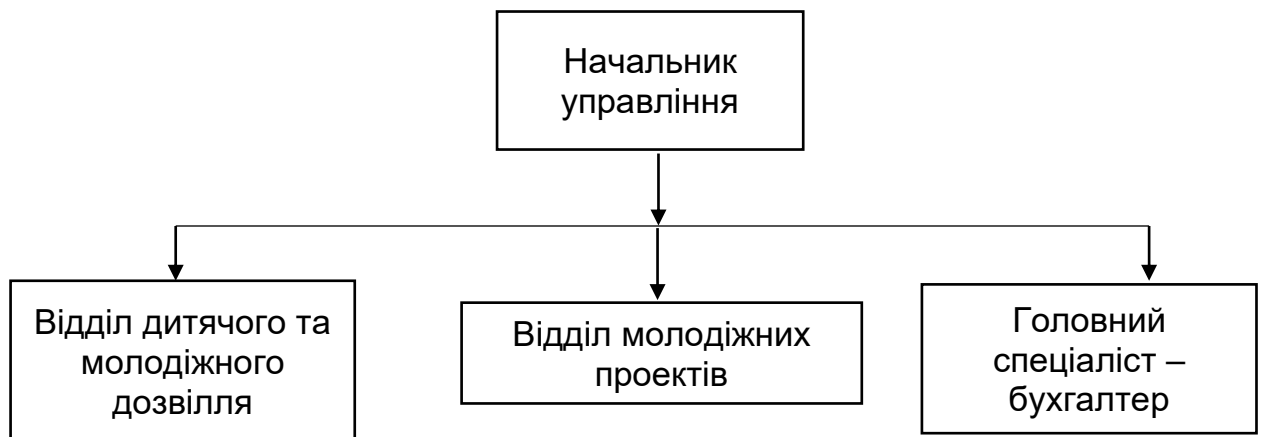 Начальник
управління
Відділ дитячого та
молодіжного
дозвілля
Відділ молодіжних
проектів
Головний
спеціаліст –
бухгалтер